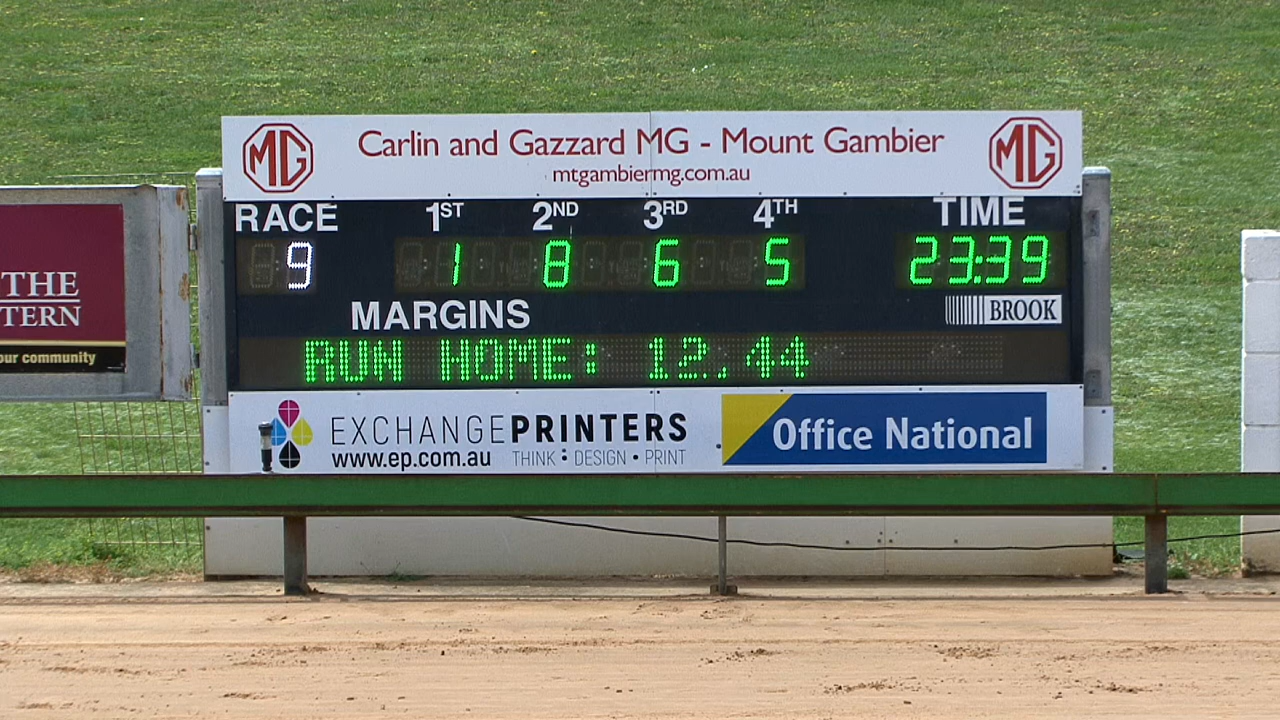 MG Carlin and Gazzard MG - Mount Gambier MG
mtgambiermg.com.au
RACE 1ST 2ND 3RD 4TH TIME
9 1 8 6 5 23:39
MARGINS BROOK
RUN HOME: 12.44
THE
TERN
our community
EXCHANGEPRINTERS
www.ep.com.au THINK : DESIGN • PRINT
Office National